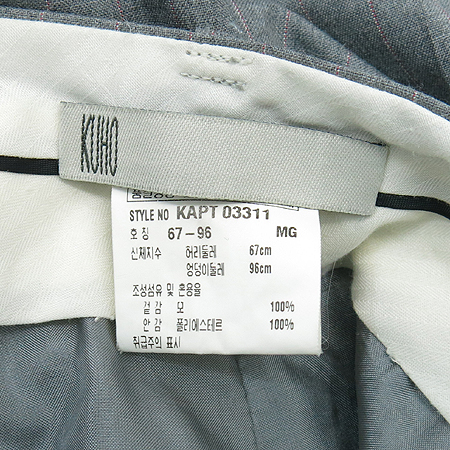 KUHO
STYLE NO KAPT 03311
호 칭 67-96 MG
신체치수 허리둘레 67cm
엉덩이둘레 96cm
조성섬유 및 혼용율
겉 감 모 100%
안 감 폴리에스테르 100%
취급주의 표시